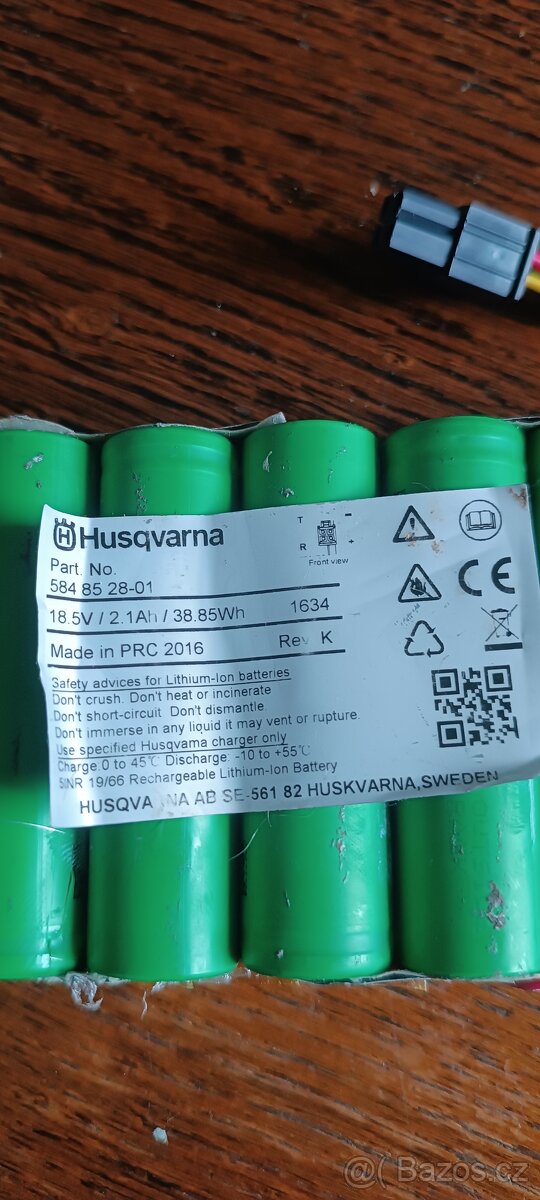 Husqvarna
Part. No.
584 85 28-01
T -
R +
Front view
18.5V / 2.1Ah / 38.85Wh 1634
Made in PRC 2016 Rev K
Safety advices for Lithium-Ion batteries
Don't crush. Don't heat or incinerate
Don't short-circuit Don't dismantle
Don't immerse in any liquid it may vent or rupture.
Use specified Husqvarna charger only
Charge.0 to 45℃ Discharge. -10 to +55℃
5INR 19/66 Rechargeable Lithium-Ion Battery
HUSQVA NA AB SE-561 82 HUSKVARNA,SWEDEN
CE
Bazos.cz